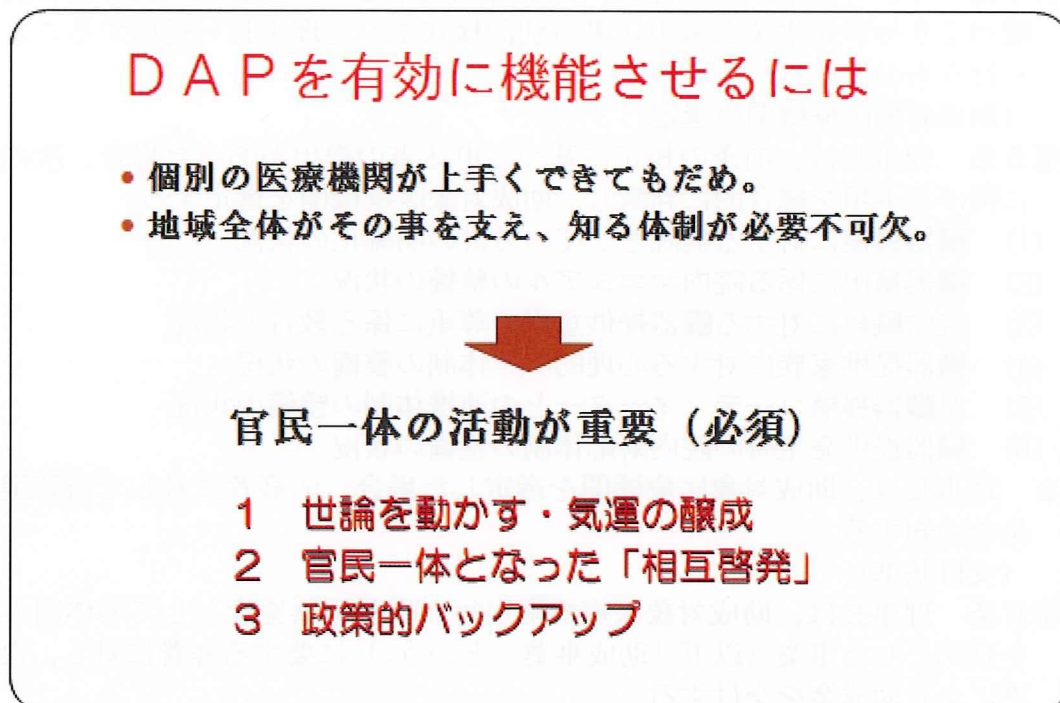 DAPを有効に機能させるには
• 個別の医療機関が上手くできてもだめ。
• 地域全体がその事を支え、知る体制が必要不可欠。
官民一体の活動が重要（必須）
1 世論を動かす・気運の醸成
2 官民一体となった「相互啓発」
3 政策的バックアップ